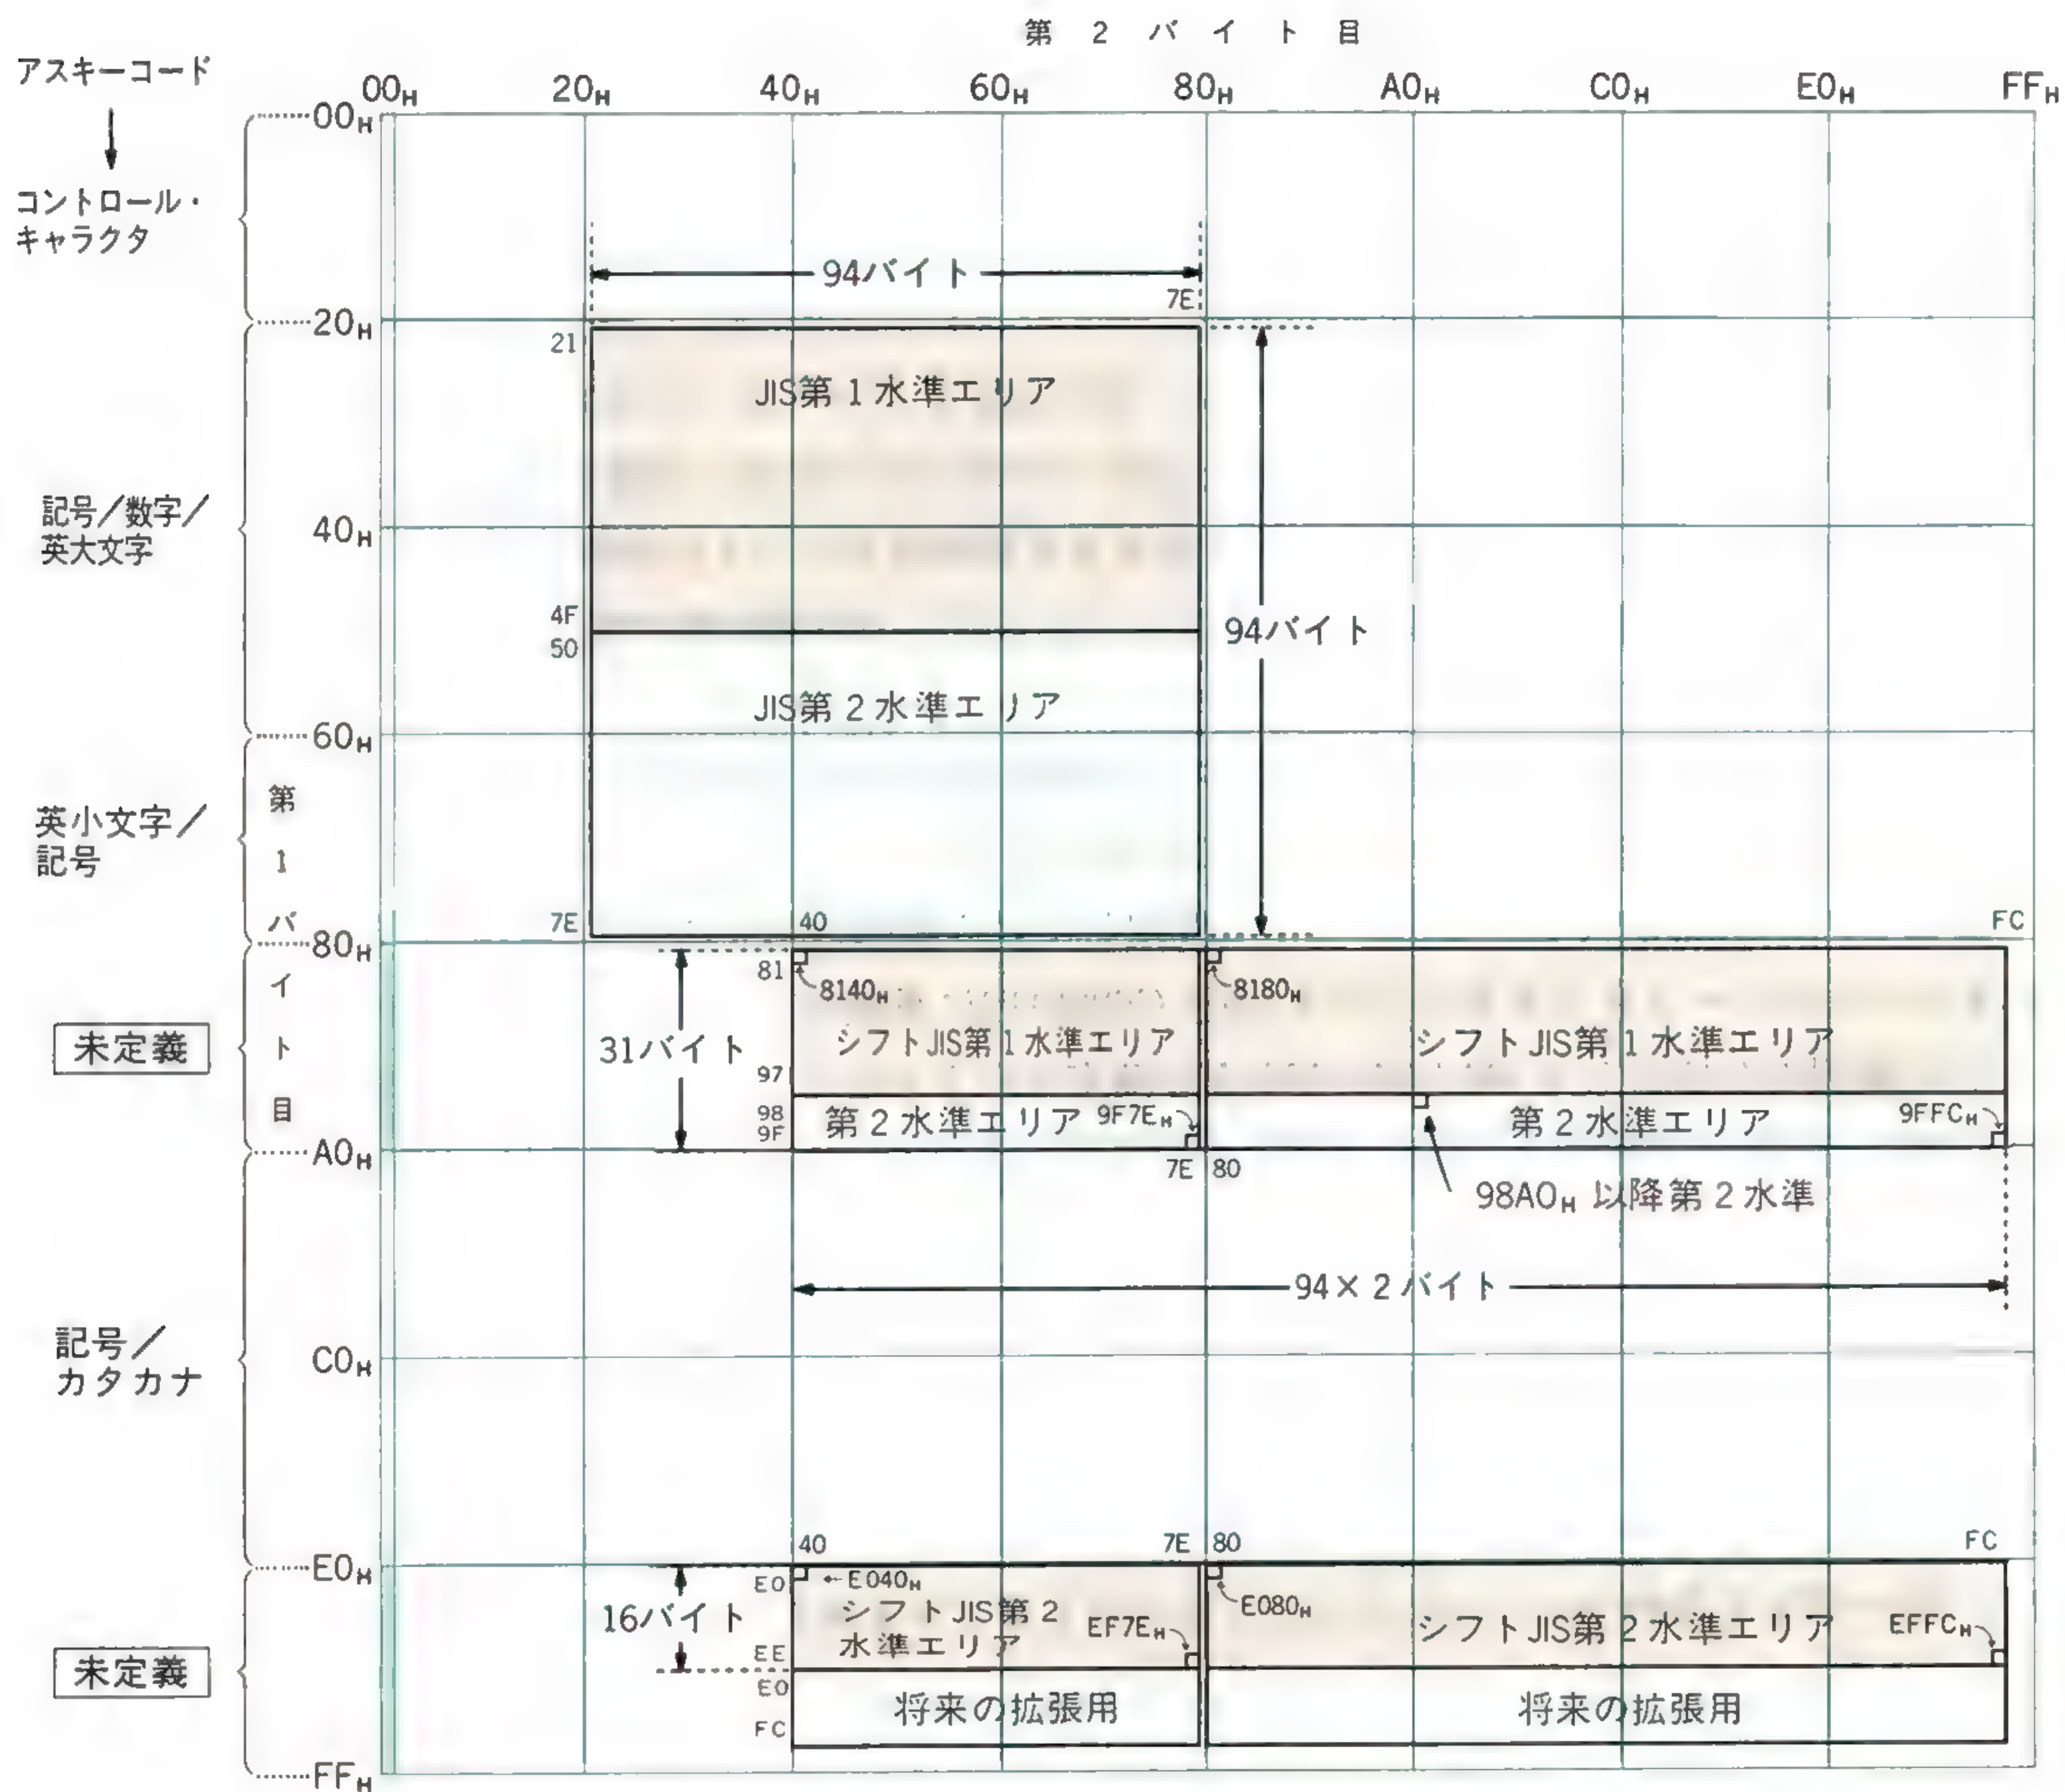 第2バイト目
アスキーコード
00H 20H 40H 60H 80H A0H C0H E0H FFH
00H
コントロール・
キャラクタ
94バイト
7E
20H
21
JIS第1水準エリア
記号/数字/
英大文字
40H
4F
50
94バイト
JIS第2水準エリア
60H
英小文字/
記号
第1バイト目
7E
40
FC
80H
81
8140H
8180H
未定義
31バイト
シフトJIS第1水準エリア
シフトJIS第1水準エリア
97
98
9F
第2水準エリア
9F7EH
第2水準エリア
9FFCH
A0H
7E
80
98A0H 以降第2水準
94×2バイト
記号/
カタカナ
C0H
40
7E
80
FC
E0H
E0
E040H
E080H
16バイト
シフトJIS第2
水準エリア
EF7EH
シフトJIS第2水準エリア
EFFCH
EE
未定義
E0
将来の拡張用
将来の拡張用
FC
FFH